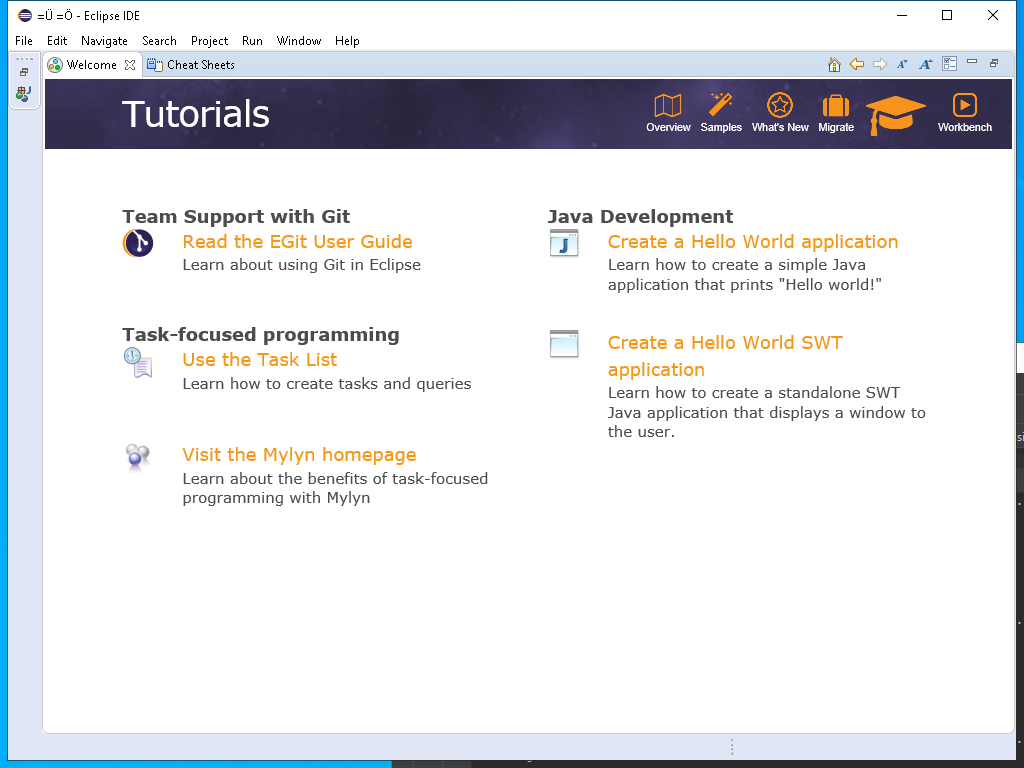 =Ü =Ö - Eclipse IDE
File Edit Navigate Search Project Run Window Help
Welcome Cheat Sheets
Tutorials
Overview Samples What's New Migrate Workbench
Team Support with Git
Read the EGit User Guide
Learn about using Git in Eclipse
Task-focused programming
Use the Task List
Learn how to create tasks and queries
Visit the Mylyn homepage
Learn about the benefits of task-focused
programming with Mylyn
Java Development
Create a Hello World application
Learn how to create a simple Java
application that prints "Hello world!"
Create a Hello World SWT
application
Learn how to create a standalone SWT
Java application that displays a window to
the user.